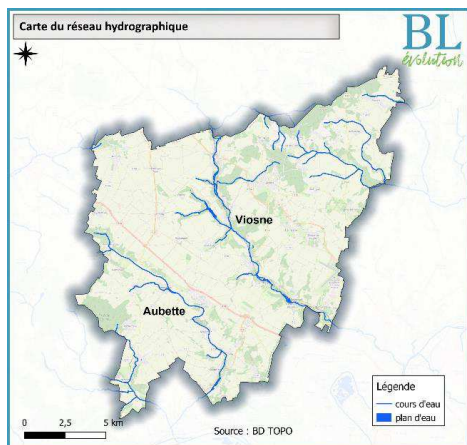 Carte du réseau hydrographique
BL
évolution
Viosne
Aubette
Légende
cours d'eau
plan d'eau
0 2,5 5 km
Source : BD TOPO